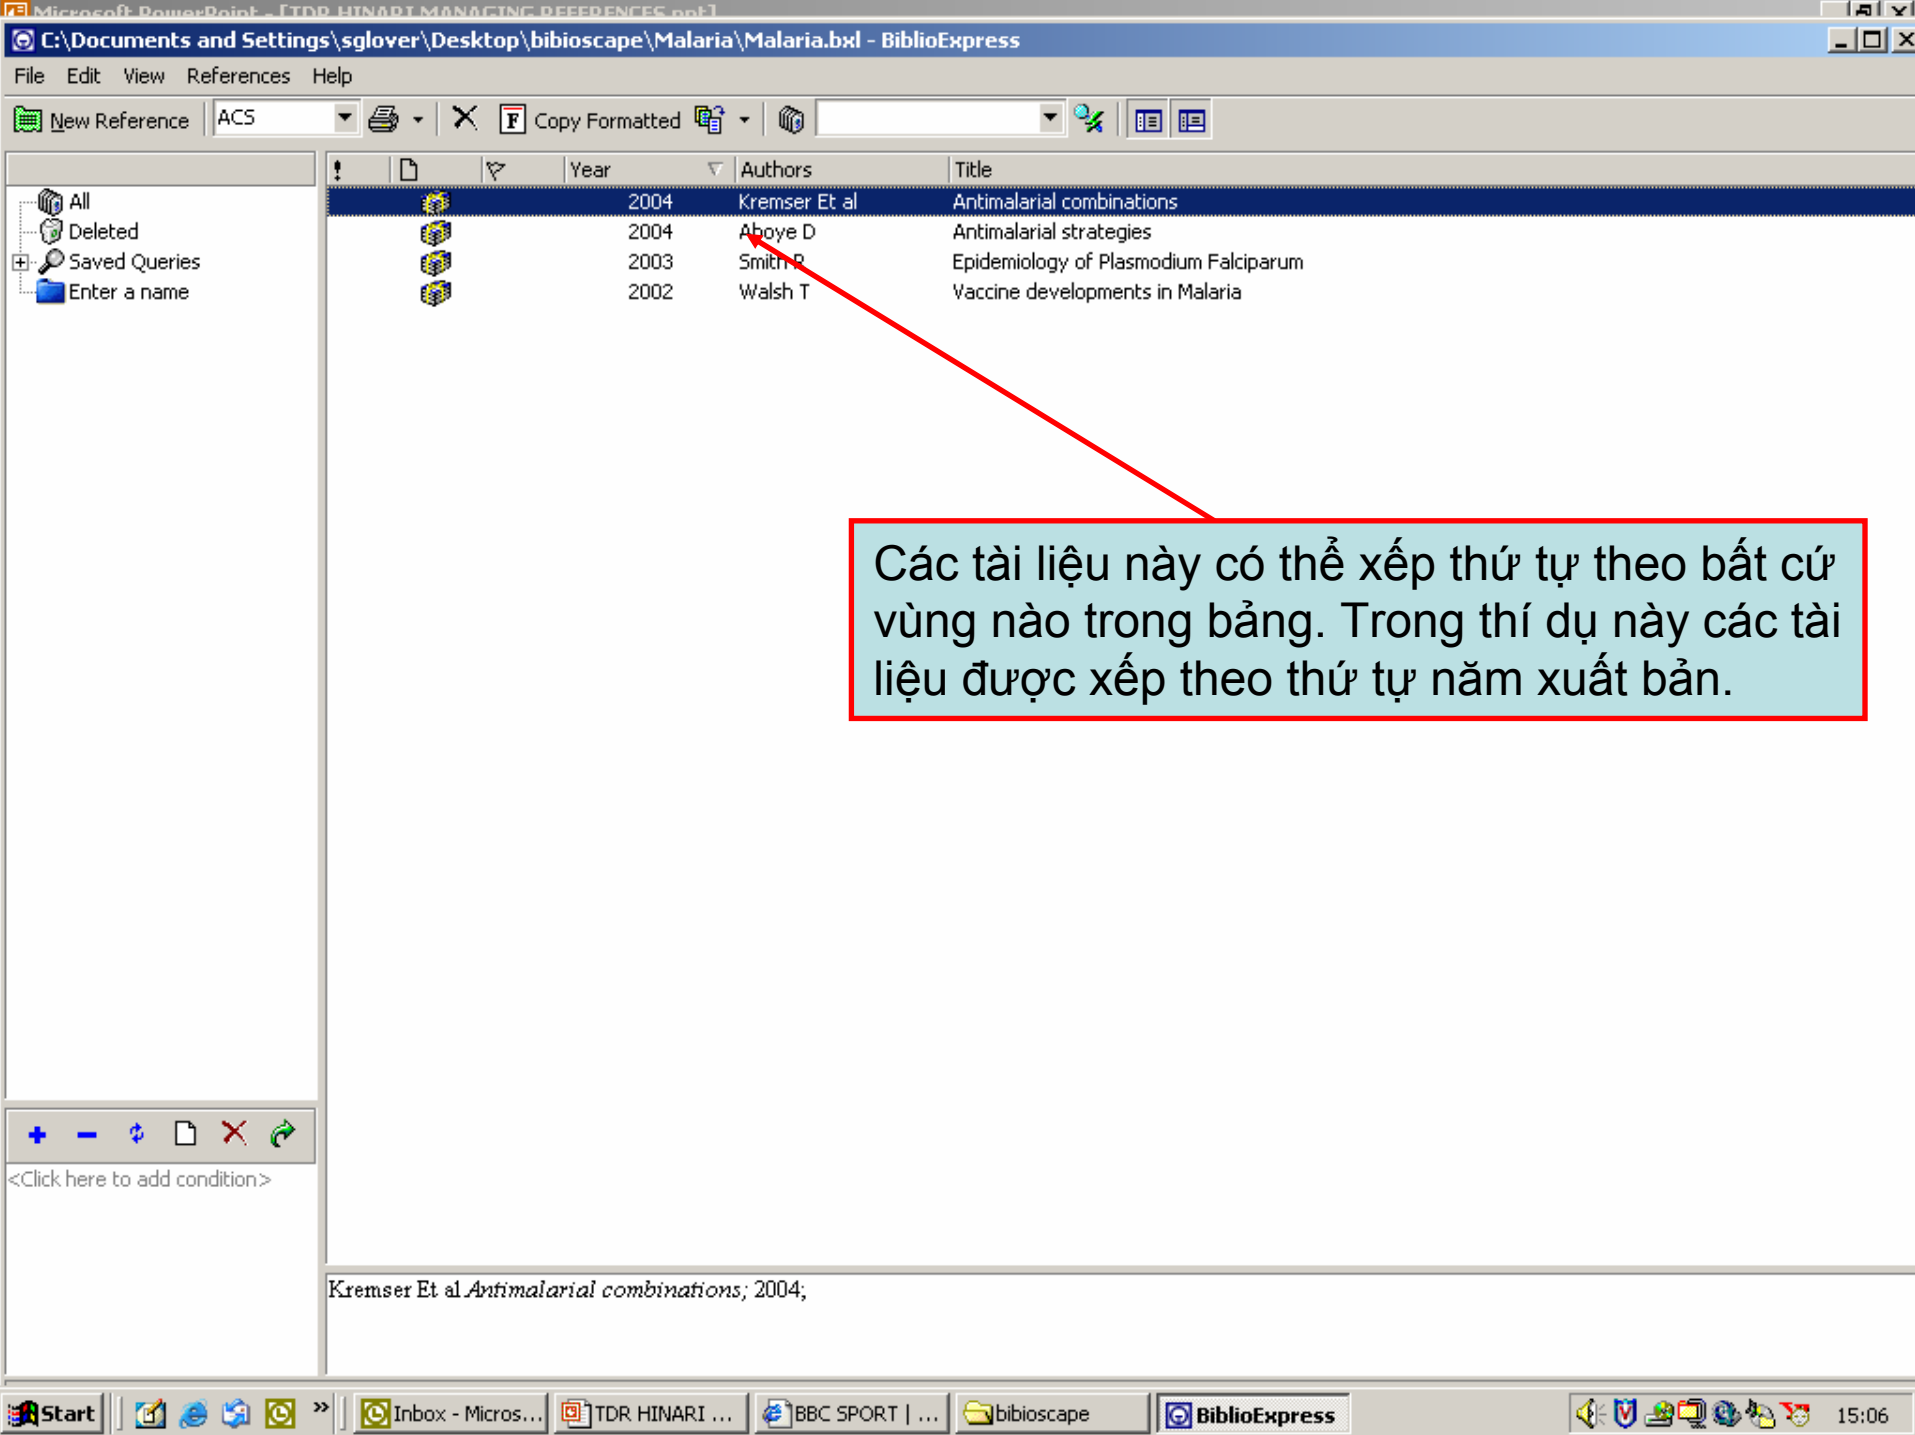 Microsoft PowerPoint - [TDR HINARI MANAGING REFERENCES.ppt]
C:\Documents and Settings\sglover\Desktop\bibioscape\Malaria\Malaria.bxl - BiblioExpress
File Edit View References Help
New Reference ACS F Copy Formatted
! Year Authors Title
All
Deleted
Saved Queries
Enter a name
2004 Kremser Et al Antimalarial combinations
2004 Aboye D Antimalarial strategies
2003 Smith R Epidemiology of Plasmodium Falciparum
2002 Walsh T Vaccine developments in Malaria
Các tài liệu này có thể xếp thứ tự theo bất cứ
vùng nào trong bảng. Trong thí dụ này các tài
liệu được xếp theo thứ tự năm xuất bản.
<Click here to add condition>
Kremser Et al Antimalarial combinations; 2004;
Start » Inbox - Micros... TDR HINARI ... BBC SPORT | ... bibioscape BiblioExpress 15:06